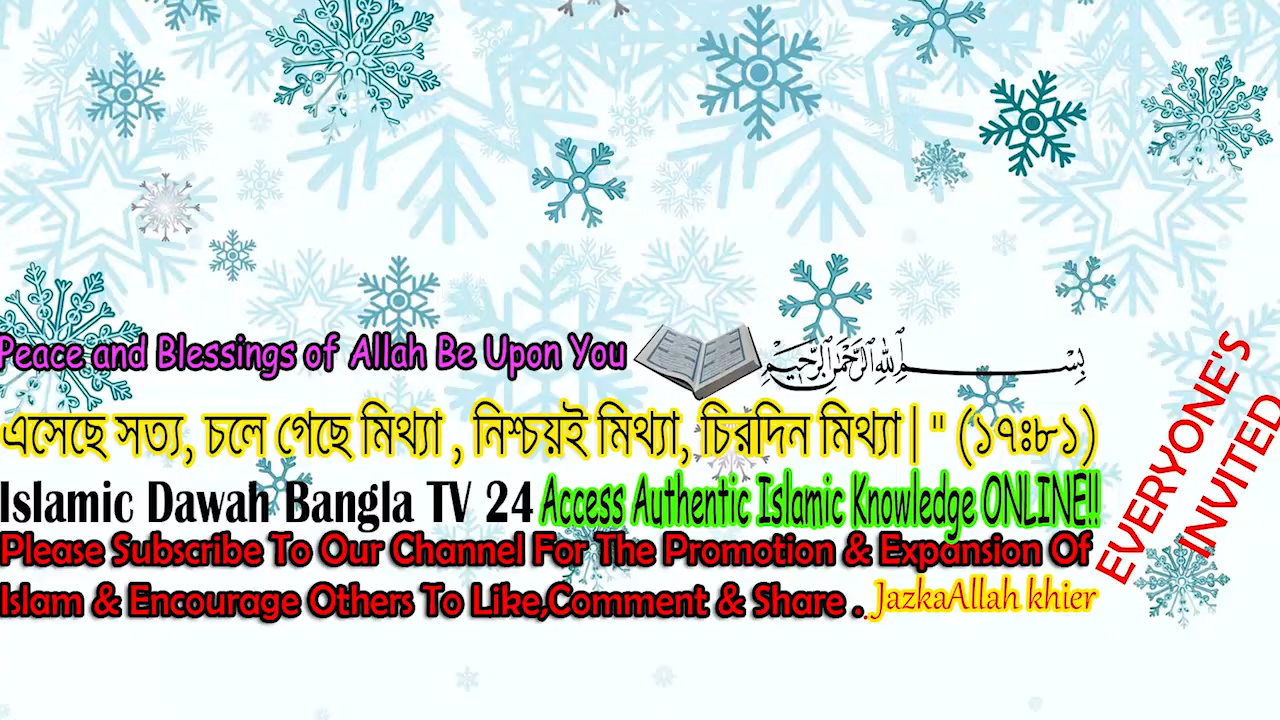 Peace and Blessings of Allah Be Upon You
بِسْمِ اللهِ الرَّحْمٰنِ الرَّحِيْمِ
এসেছে সত্য, চলে গেছে মিথ্যা , নিশ্চয়ই মিথ্যা, চিরদিন মিথ্যা| " (১৭ঃ৮১)
Islamic Dawah Bangla TV 24 Access Authentic Islamic Knowledge ONLINE!!
Please Subscribe To Our Channel For The Promotion & Expansion Of
Islam & Encourage Others To Like,Comment & Share .. JazkaAllah khier
EVERYONE'S
INVITED